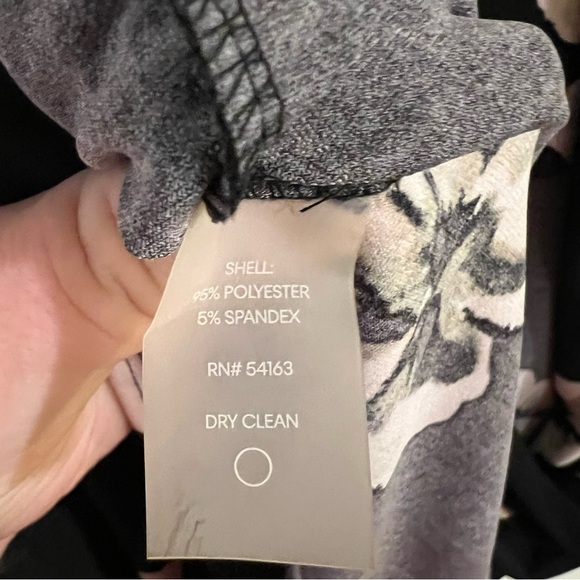 SHELL:
95% POLYESTER
5% SPANDEX
RN# 54163
DRY CLEAN